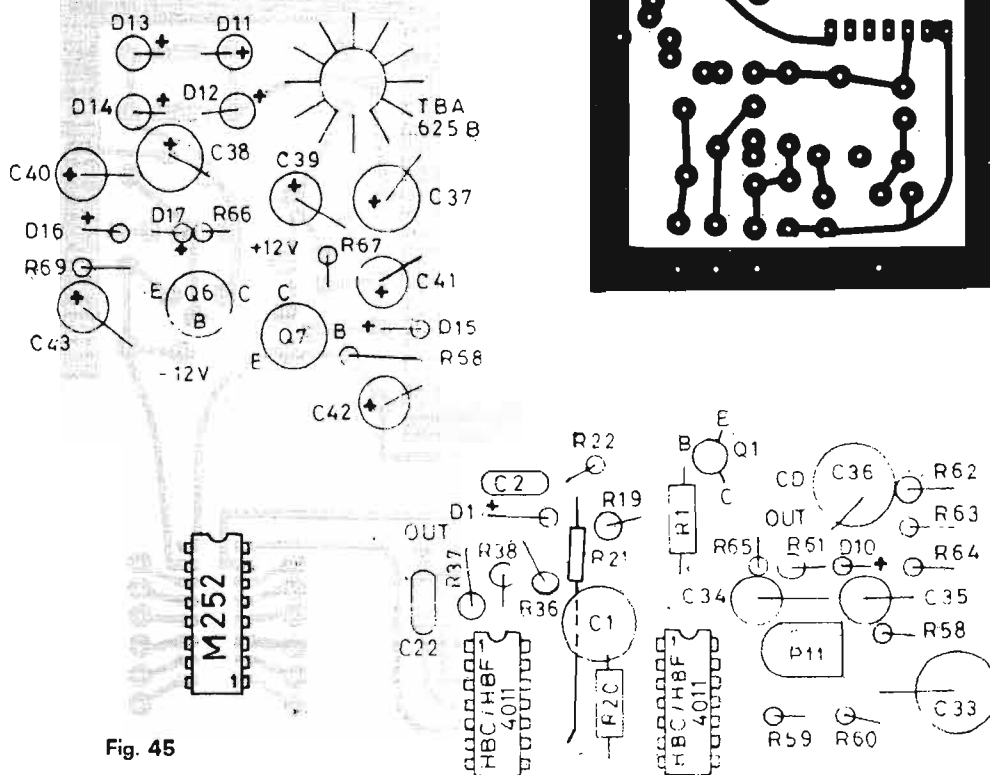 D13
D11
D14
D12
TBA
625 B
C38
C40
C39
C37
D16
D17
R66
+12V
R67
R69
C41
E
Q6
C
B
C
Q7
B
E
D15
C43
R58
-12V
C42
M252
1
R22
C2
D1
R19
OUT
R37
R38
R21
R36
C22
C1
1
HBC/HBF
4011
R20
E
B
Q1
C
R1
CD
C36
R62
OUT
R63
R65
R61
D10
R64
C34
C35
R58
P11
C33
1
HBC/HBF
4011
R59
R60
Fig. 45